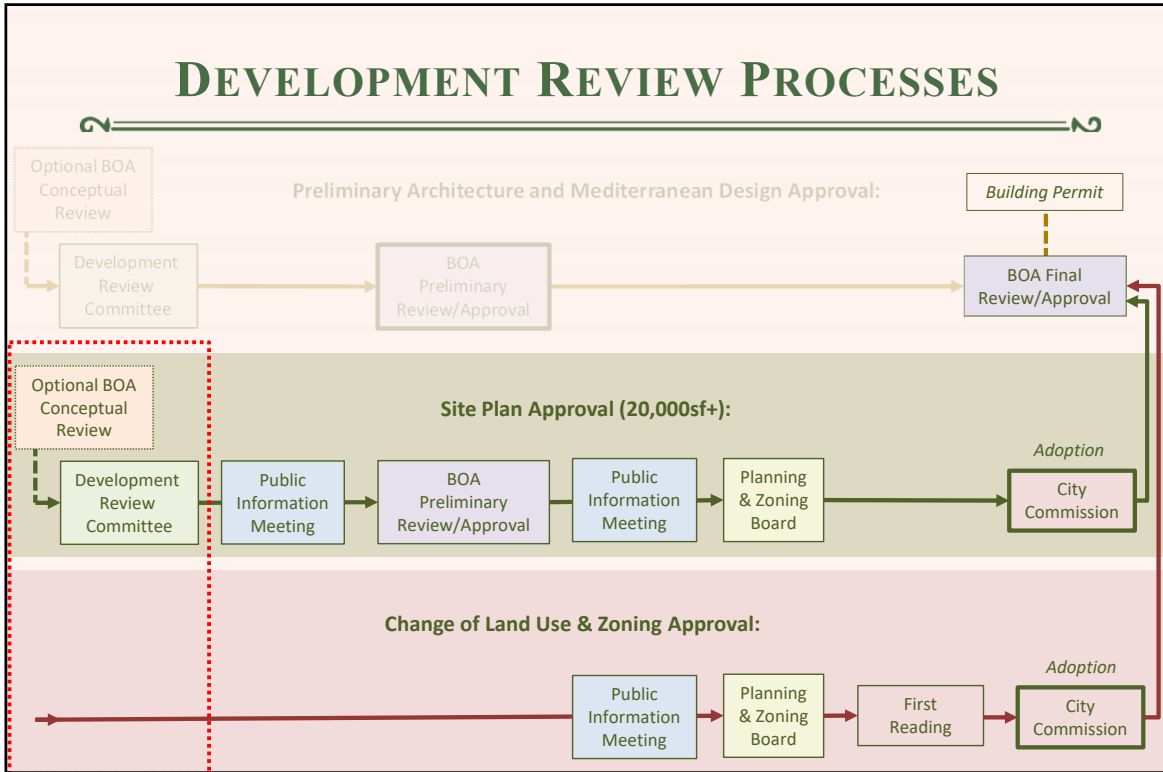 DEVELOPMENT REVIEW PROCESSES
Optional BOA
Conceptual
Review
Preliminary Architecture and Mediterranean Design Approval:
Building Permit
Development
Review
Committee
BOA
Preliminary
Review/Approval
BOA Final
Review/Approval
Optional BOA
Conceptual
Review
Site Plan Approval (20,000sf+):
Development
Review
Committee
Public
Information
Meeting
BOA
Preliminary
Review/Approval
Public
Information
Meeting
Planning
& Zoning
Board
Adoption
City
Commission
Change of Land Use & Zoning Approval:
Public
Information
Meeting
Planning
& Zoning
Board
First
Reading
Adoption
City
Commission